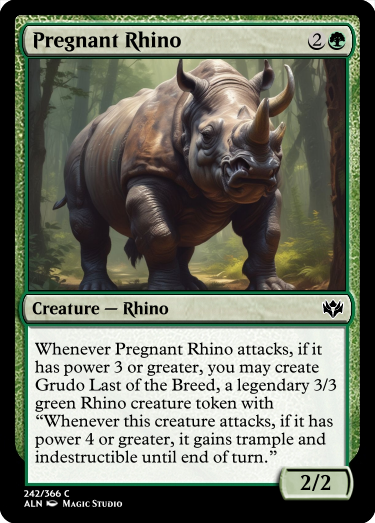 Pregnant Rhino 2
Creature — Rhino
Whenever Pregnant Rhino attacks, if it
has power 3 or greater, you may create
Grudo Last of the Breed, a legendary 3/3
green Rhino creature token with
“Whenever this creature attacks, if it has
power 4 or greater, it gains trample and
indestructible until end of turn.”
2/2
242/366 C
ALN Magic Studio